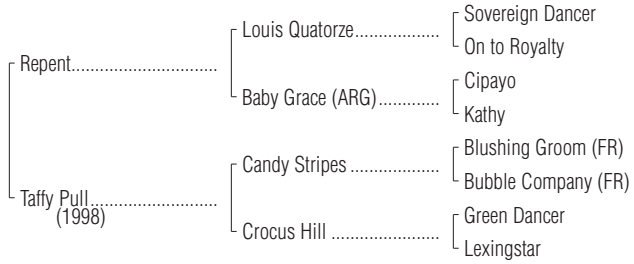 Sovereign Dancer
Louis Quatorze..................
On to Royalty
Repent...............................
Cipayo
Baby Grace (ARG).............
Kathy
Blushing Groom (FR)
Candy Stripes ...................
Bubble Company (FR)
Taffy Pull...........................
(1998)
Green Dancer
Crocus Hill .......................
Lexingstar